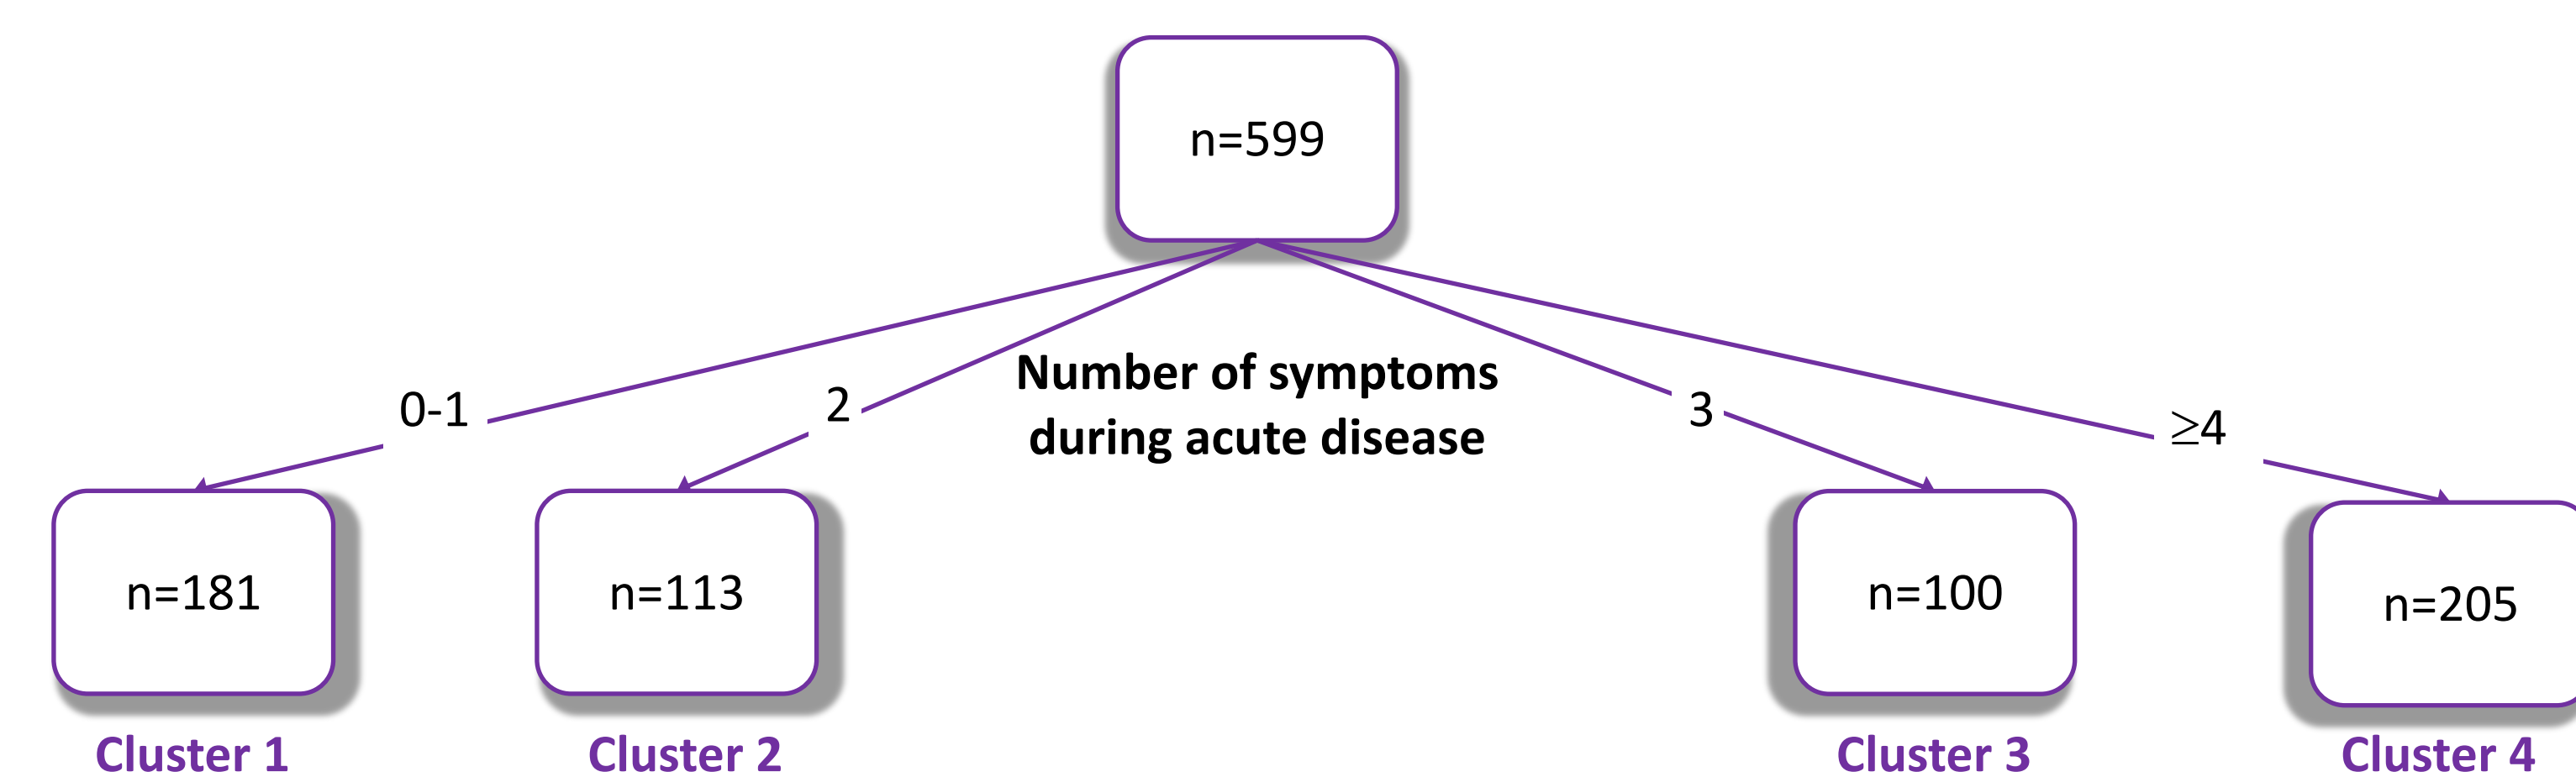 n=599
Number of symptoms
during acute disease
0-1
2
3
≥4
n=181
n=113
n=100
n=205
Cluster 1
Cluster 2
Cluster 3
Cluster 4